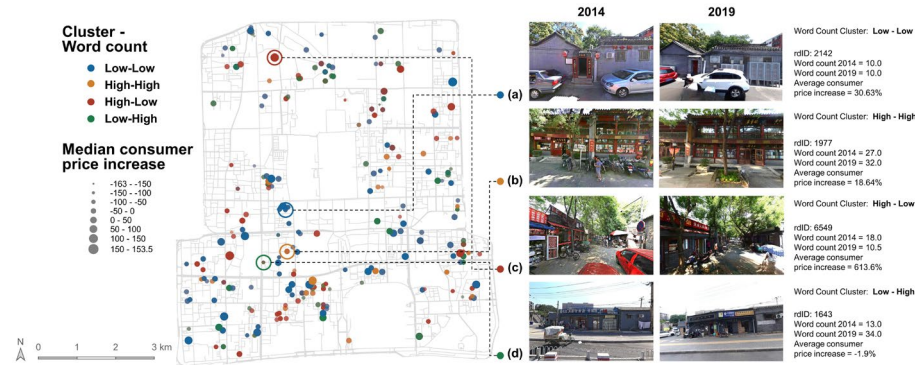 Cluster -
Word count
Low-Low
High-High
High-Low
Low-High
Median consumer
price increase
-163 - -150
-150 - -100
-100 - -50
-50 - 0
0 - 50
50 - 100
100 - 150
150 - 153.5
N
0 1 2 3 km
2014 2019
(a)
Word Count Cluster: Low - Low
rdID: 2142
Word count 2014 = 10.0
Word count 2019 = 10.0
Average consumer
price increase = 30.63%
(b)
Word Count Cluster: High - High
rdID: 1977
Word count 2014 = 27.0
Word count 2019 = 32.0
Average consumer
price increase = 18.64%
(c)
Word Count Cluster: High - Low
rdID: 6549
Word count 2014 = 18.0
Word count 2019 = 10.5
Average consumer
price increase = 613.6%
(d)
Word Count Cluster: Low - High
rdID: 1643
Word count 2014 = 13.0
Word count 2019 = 34.0
Average consumer
price increase = -1.9%